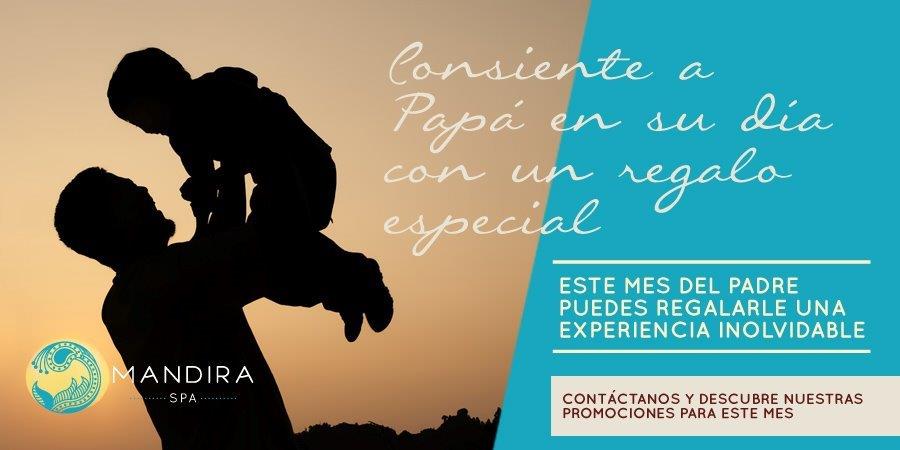 Consiente a
Papá en su día
con un regalo
especial
ESTE MES DEL PADRE
PUEDES REGALARLE UNA
EXPERIENCIA INOLVIDABLE
CONTÁCTANOS Y DESCUBRE NUESTRAS
PROMOCIONES PARA ESTE MES
MANDIRA
SPA